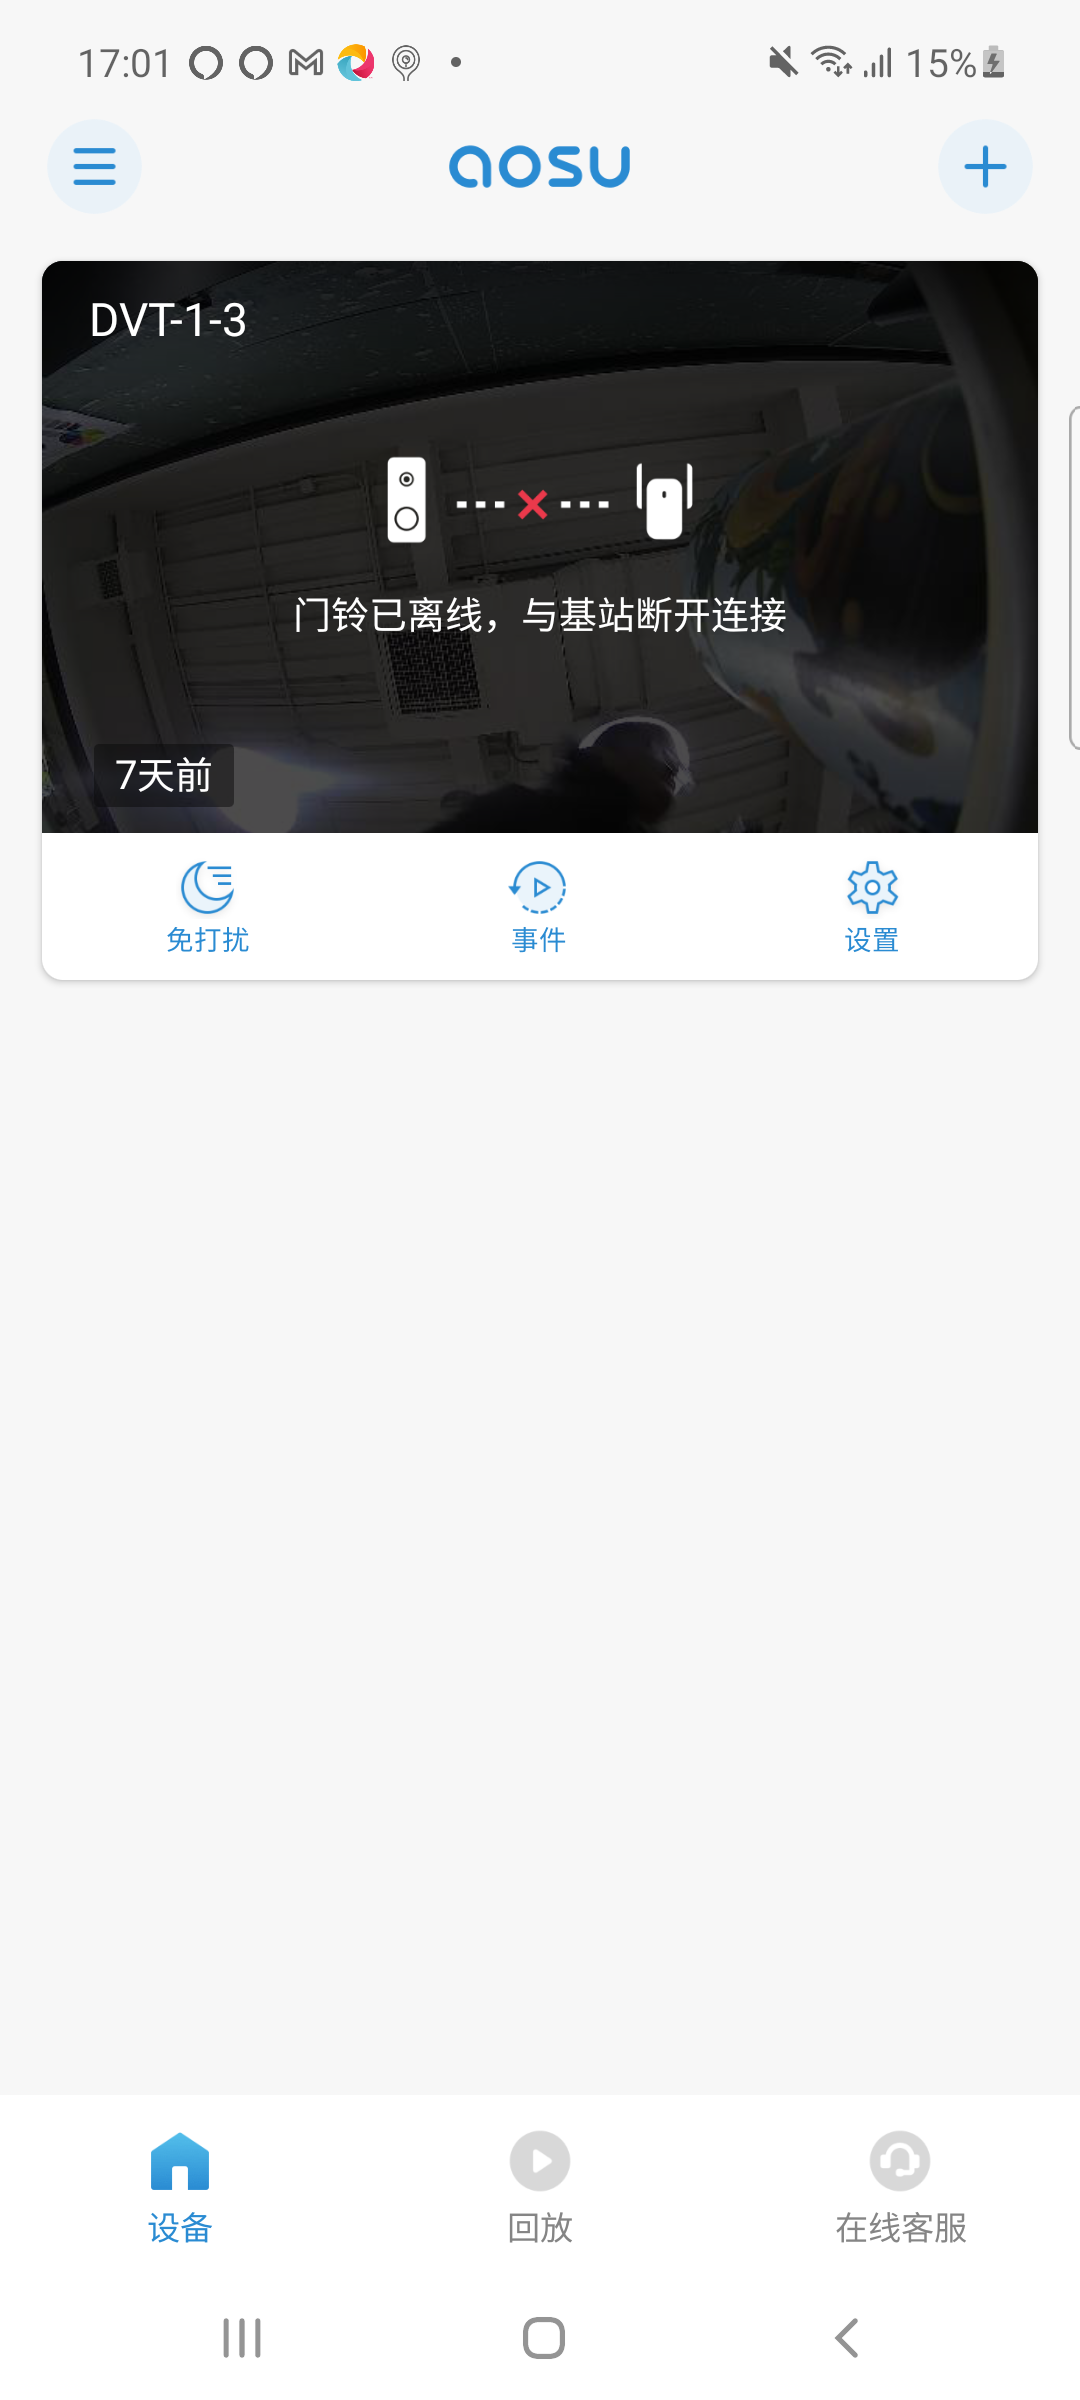 17:01
15%
aosu
DVT-1-3
门铃已离线，与基站断开连接
7天前
免打扰
事件
设置
设备
回放
在线客服